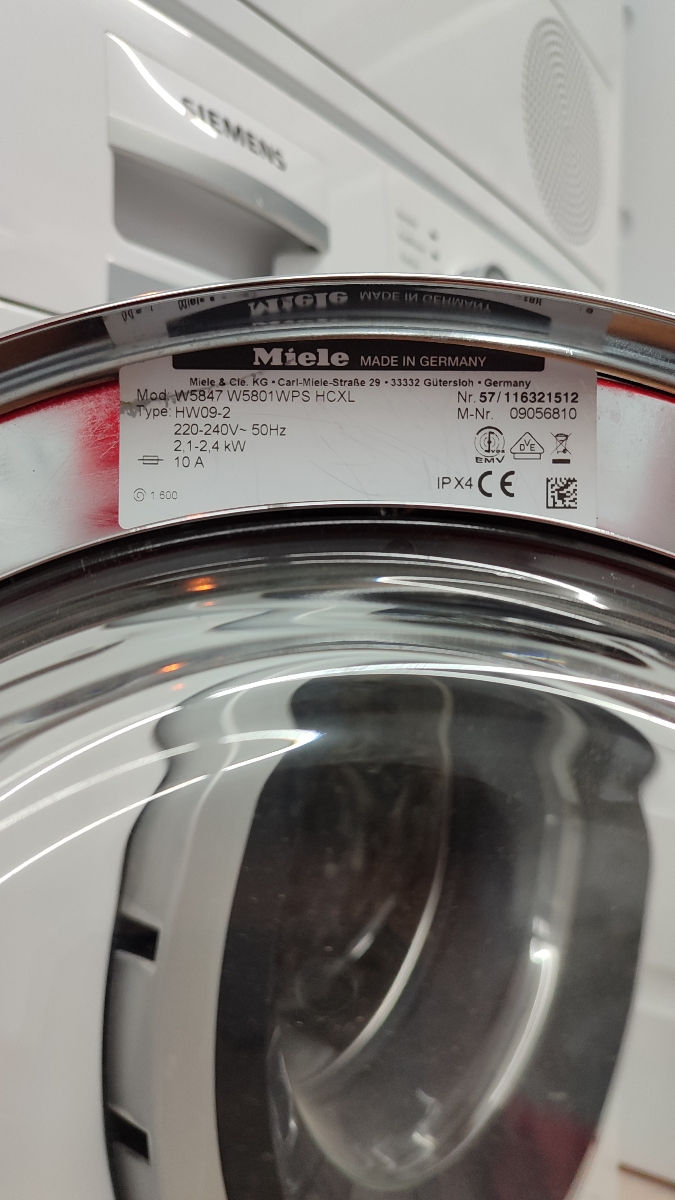 SIEMENS
Miele MADE IN GERMANY
Miele & Cie. KG • Carl-Miele-Straße 29 • 33332 Gütersloh • Germany
Mod. W5847 W5801WPS HCXL Nr. 57/116321512
Type: HW09-2 M-Nr. 09056810
220-240V~ 50Hz
2,1-2,4 kW
10 A
EMV
DVE
IPX4 CE
1 600